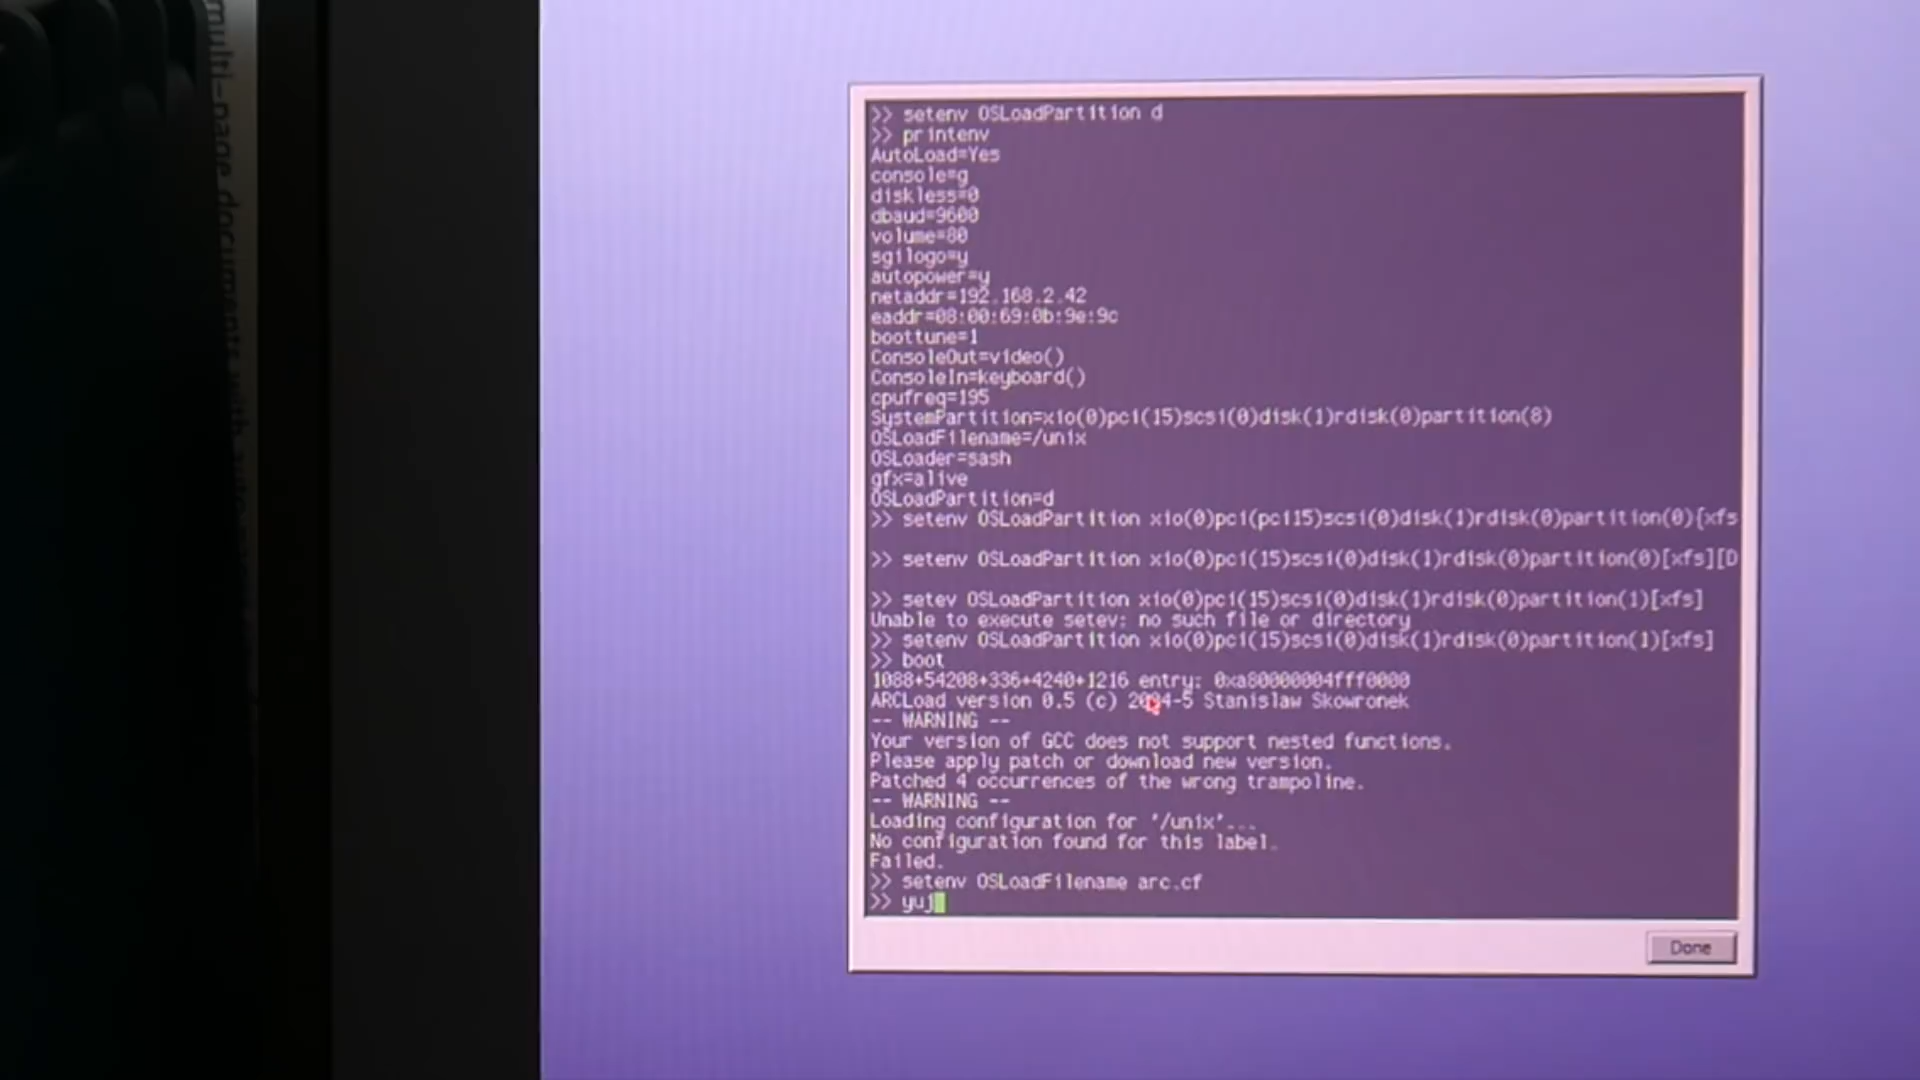 multi-page documents with
>> setenv OSLoadPartition d
>> printenv
AutoLoad=Yes
console=g
diskless=0
dbaud=9600
volume=80
sgilogo=y
autopower=y
netaddr=192.168.2.42
eaddr=08:00:69:0b:9e:9c
boottune=1
ConsoleOut=video()
ConsoleIn=keyboard()
cpufreq=195
SystemPartition=xio(0)pci(15)scsi(0)disk(1)rdisk(0)partition(8)
OSLoadFilename=/unix
OSLoader=sash
gfx=alive
OSLoadPartition=d
>> setenv OSLoadPartition xio(0)pci(pci15)scsi(0)disk(1)rdisk(0)partition(0){xfs
>> setenv OSLoadPartition xio(0)pci(15)scsi(0)disk(1)rdisk(0)partition(0)[xfs][D
>> setev OSLoadPartition xio(0)pci(15)scsi(0)disk(1)rdisk(0)partition(1)[xfs]
Unable to execute setev: no such file or directory
>> setenv OSLoadPartition xio(0)pci(15)scsi(0)disk(1)rdisk(0)partition(1)[xfs]
>> boot
1088+54208+336+4240+1216 entry: 0xa80000004fff0000
ARCLoad version 0.5 (c) 2004-5 Stanislaw Skowronek
-- WARNING --
Your version of GCC does not support nested functions.
Please apply patch or download new version.
Patched 4 occurrences of the wrong trampoline.
-- WARNING --
Loading configuration for '/unix'...
No configuration found for this label.
Failed.
>> setenv OSLoadFilename arc.cf
>> yuj
Done